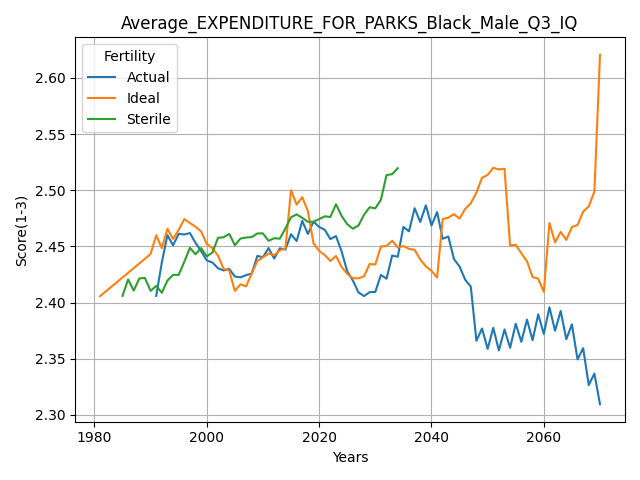 Average_EXPENDITURE_FOR_PARKS_Black_Male_Q3_IQ
Fertility
Actual
Ideal
Sterile
Score(1-3)
2.60
2.55
2.50
2.45
2.40
2.35
2.30
1980 2000 2020 2040 2060
Years